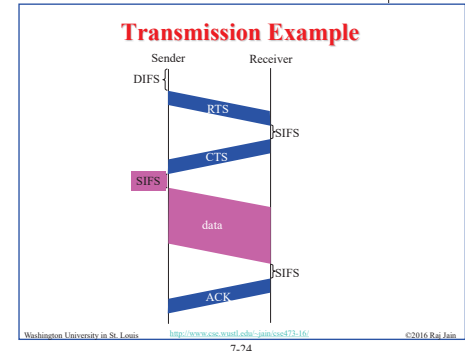 Transmission Example
Sender Receiver
DIFS
RTS
SIFS
CTS
SIFS
data
SIFS
ACK
Washington University in St. Louis http://www.cse.wustl.edu/~jain/cse473-16/ ©2016 Raj Jain
7-24